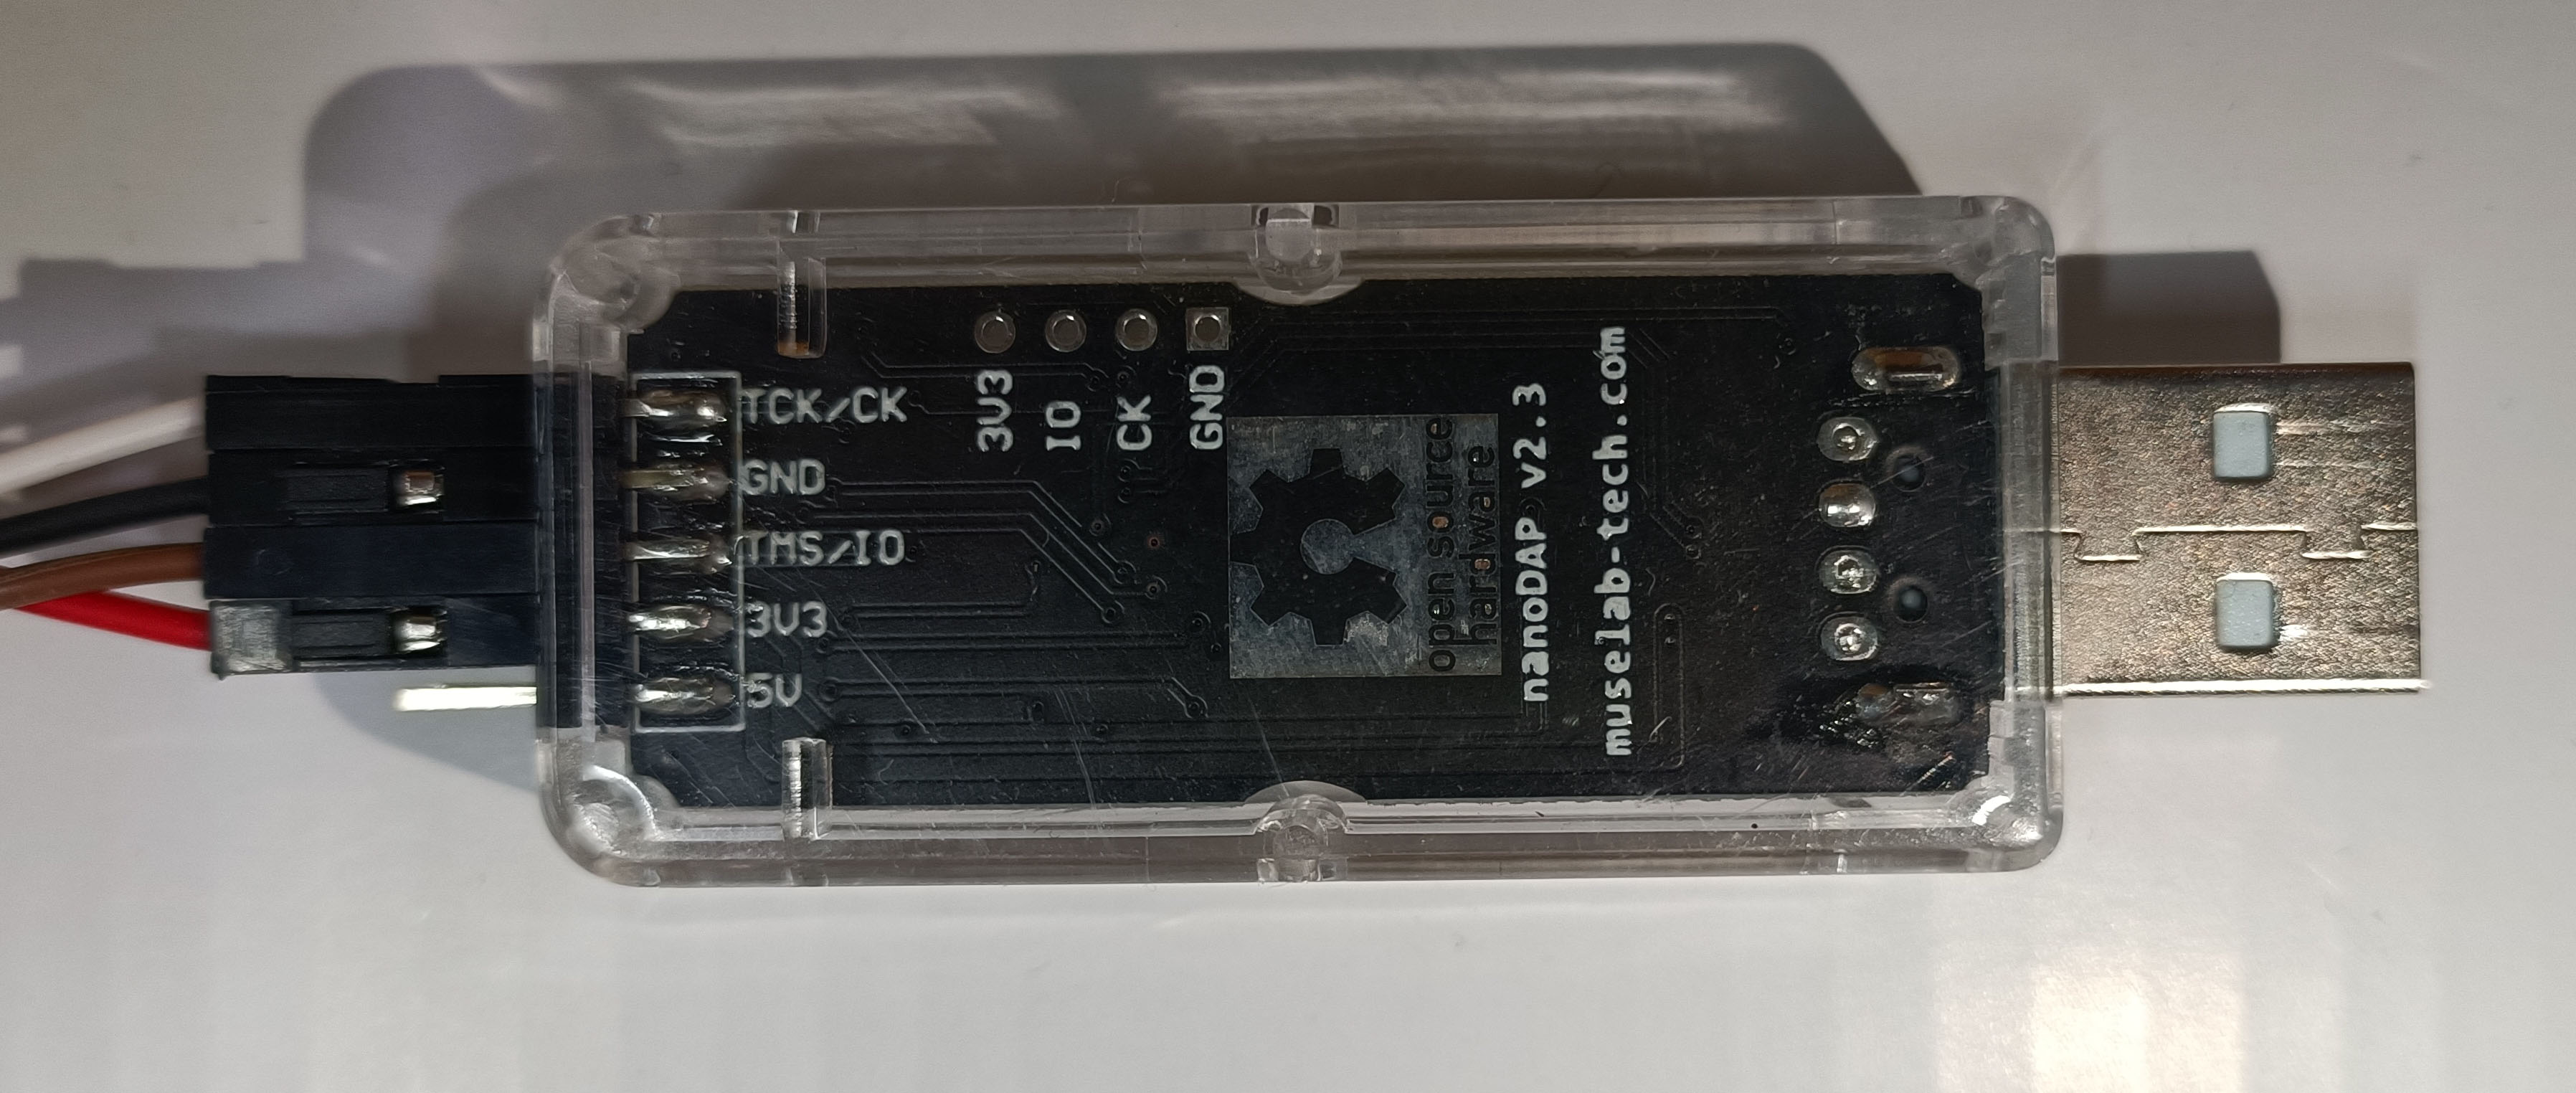 TCK/CK
GND
TMS/IO
3V3
5V
3V3
IO
CK
GND
open source
hardware
nanoDAP v2.3
muselab-tech.com